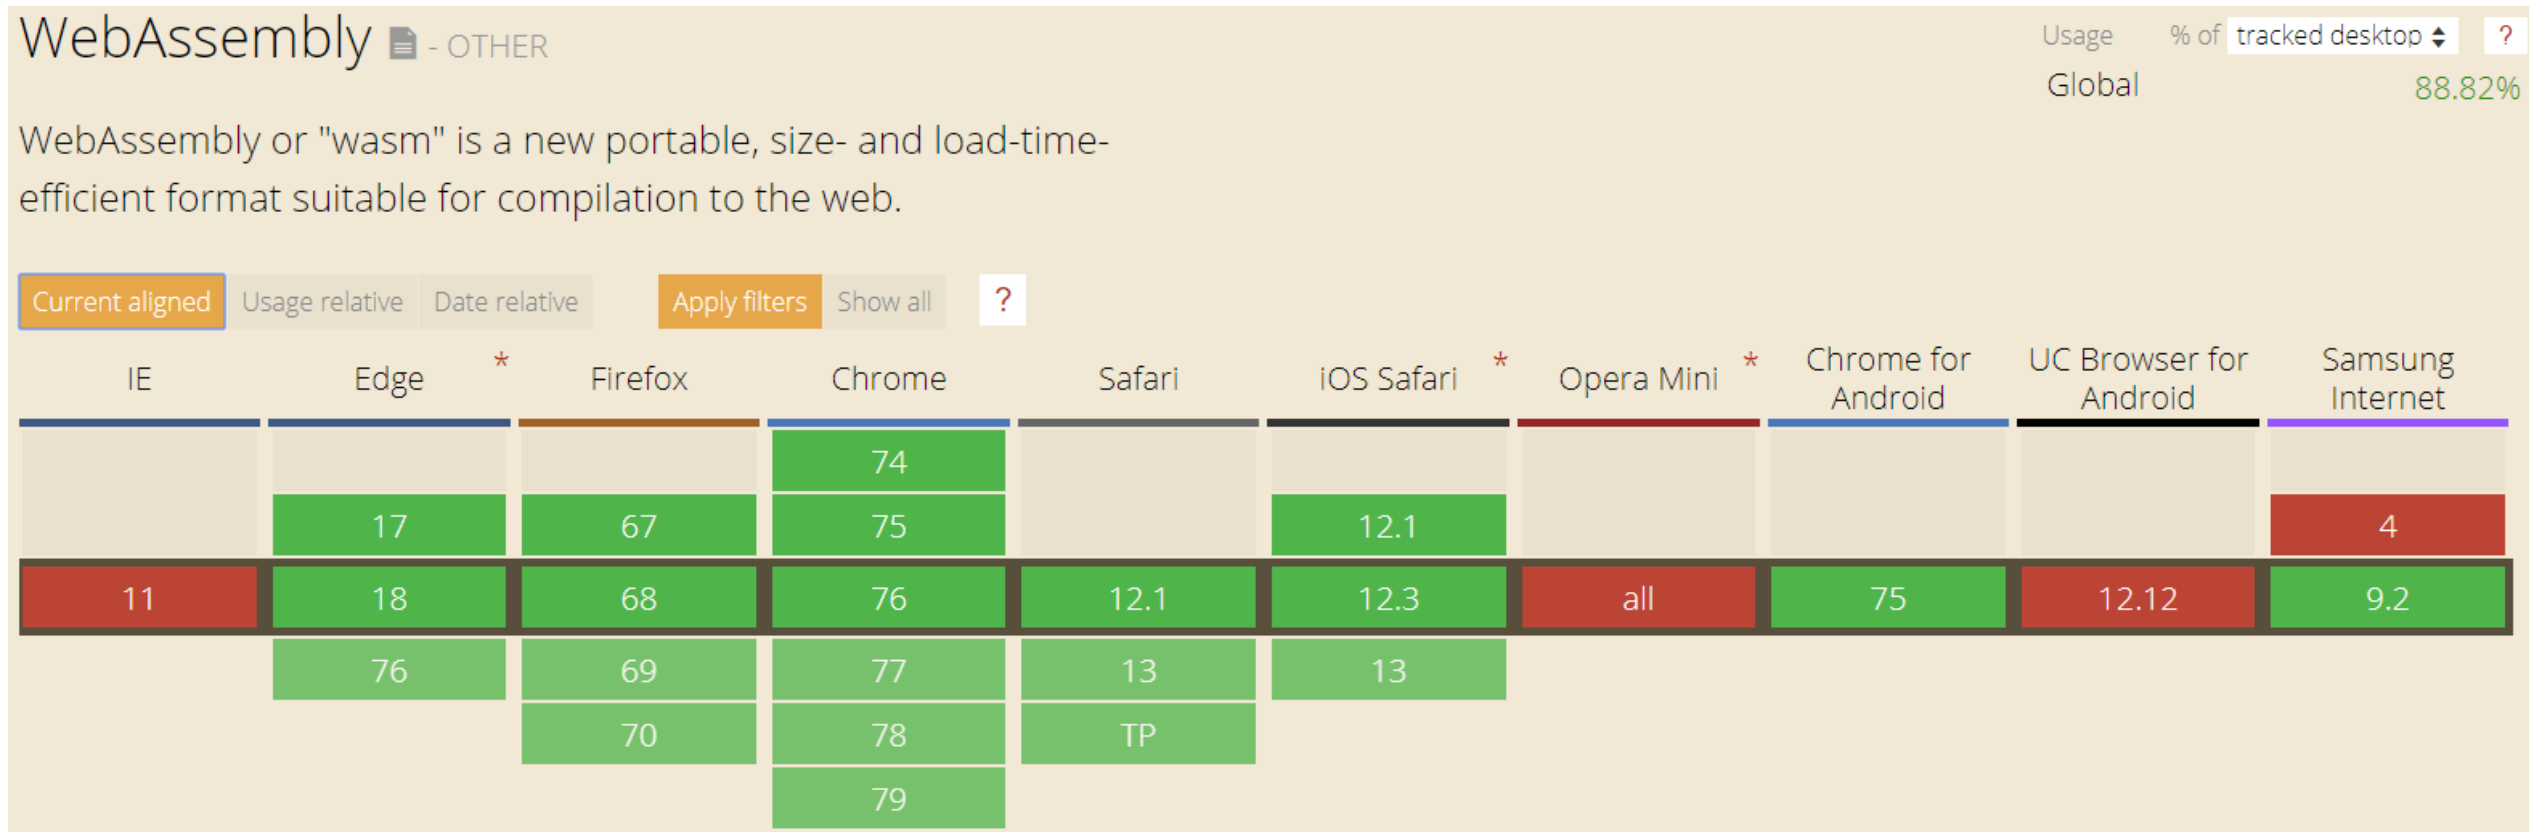 WebAssembly - OTHER
Usage % of tracked desktop ?
Global 88.82%
WebAssembly or "wasm" is a new portable, size- and load-time-
efficient format suitable for compilation to the web.
Current aligned Usage relative Date relative Apply filters Show all ?
IE Edge * Firefox Chrome Safari iOS Safari * Opera Mini * Chrome for Android UC Browser for Android Samsung Internet
74
17 67 75 12.1 4
11 18 68 76 12.1 12.3 all 75 12.12 9.2
76 69 77 13 13
70 78 TP
79